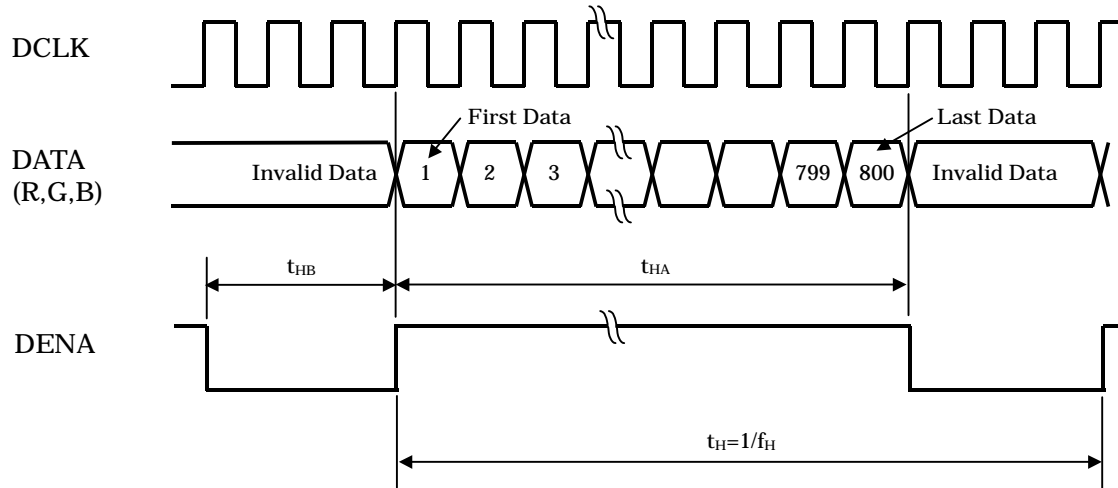 DCLK
First Data
Last Data
DATA
(R,G,B)
Invalid Data 1 2 3 799 800 Invalid Data
tHB
tHA
DENA
tH=1/fH